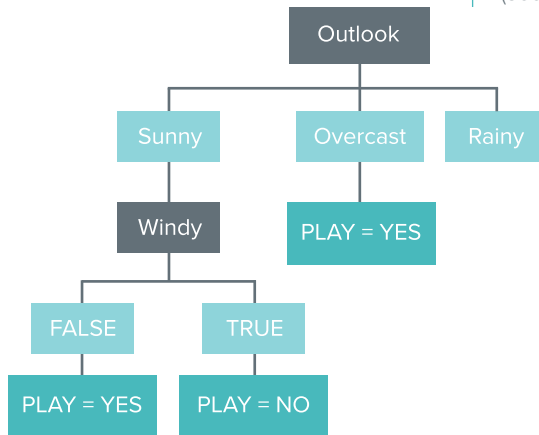 Outlook
Sunny
Overcast
Rainy
Windy
PLAY = YES
FALSE
TRUE
PLAY = YES
PLAY = NO